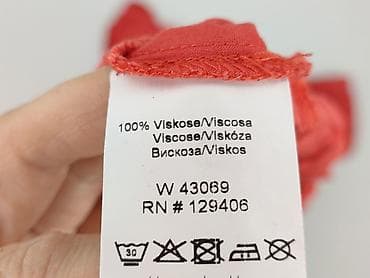 100% Viskose/Viscosa
Viscose/Viskóza
Вискоза/Viskos
W 43069
RN # 129406
30